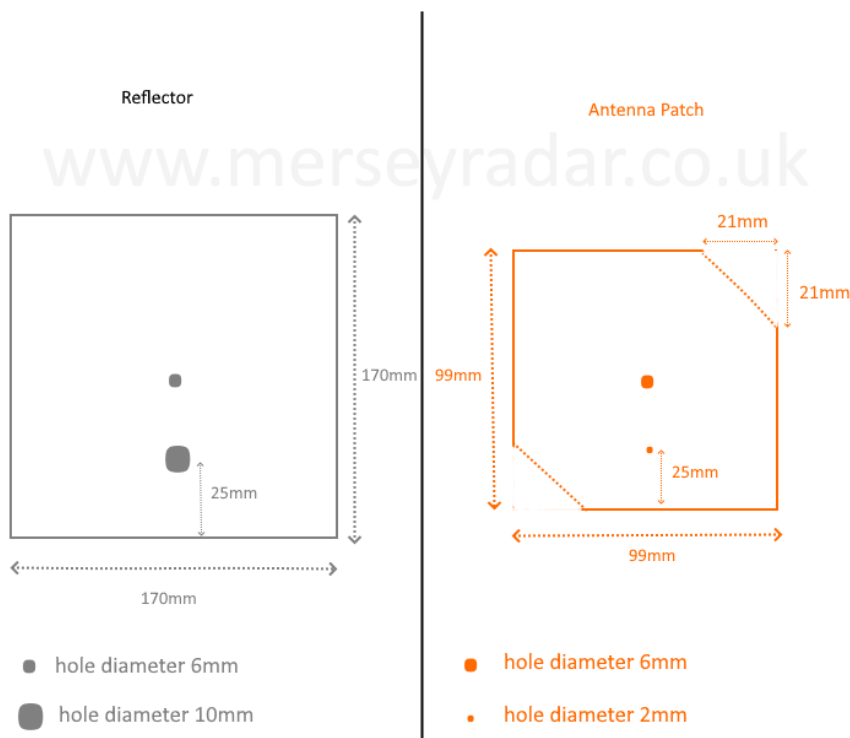 Reflector
Antenna Patch
www.merseyradar.co.uk
21mm
21mm
170mm
99mm
25mm
25mm
99mm
170mm
hole diameter 6mm
hole diameter 6mm
hole diameter 10mm
hole diameter 2mm